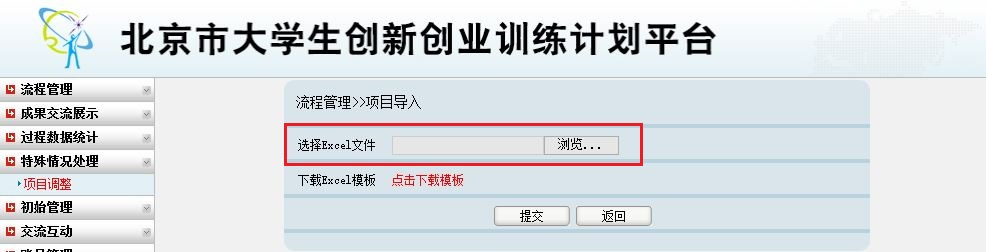 北京市大学生创新创业训练计划平台
流程管理
成果交流展示
过程数据统计
特殊情况处理
项目调整
初始管理
交流互动
流程管理>>项目导入
选择Excel文件 浏览...
下载Excel模板 点击下载模板
提交 返回